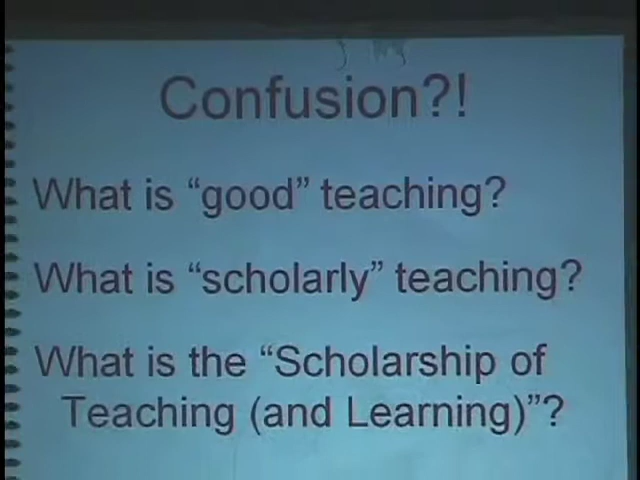 Confusion?!
What is “good” teaching?
What is “scholarly” teaching?
What is the “Scholarship of
Teaching (and Learning)”?